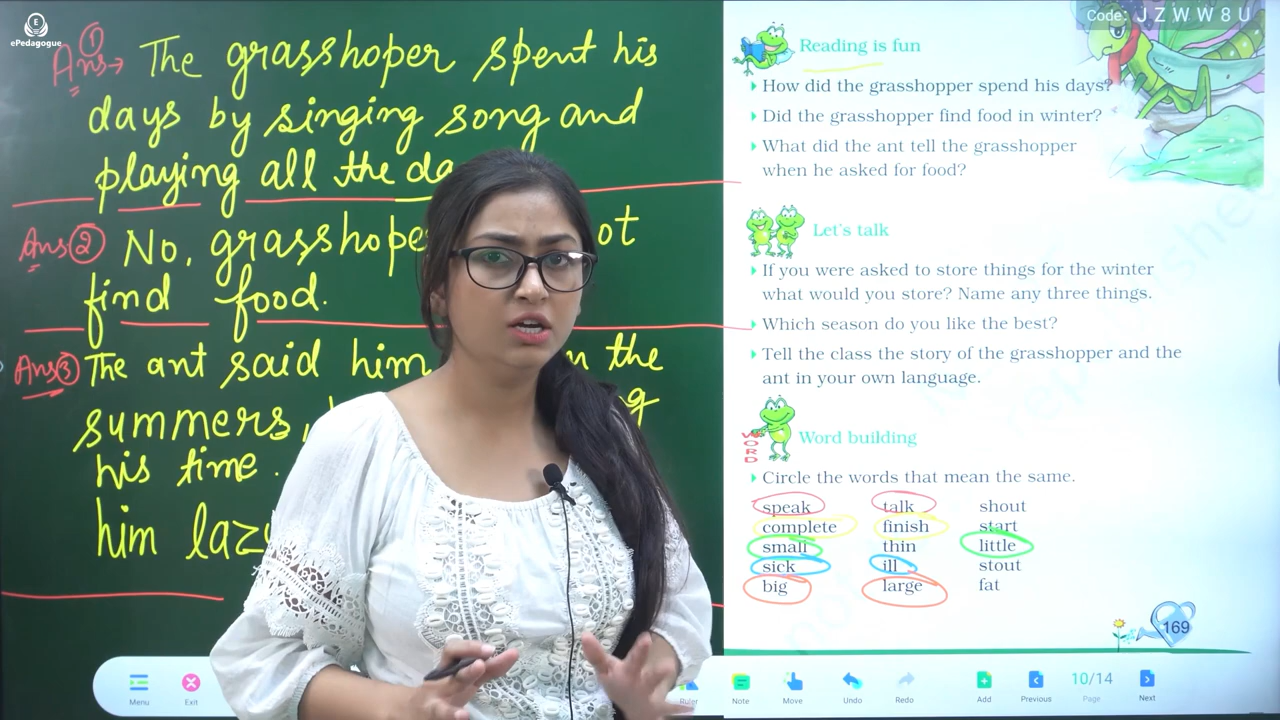 ePedagogue
Ans① → The grasshoper spent his
days by singing song and
playing all the da
Ans② No, grasshope ot
find food.
Ans③ The ant said him the
summers,
his time.
him laz
Code: JZWW8U
Reading is fun
How did the grasshopper spend his days?
Did the grasshopper find food in winter?
What did the ant tell the grasshopper
when he asked for food?
Let's talk
If you were asked to store things for the winter
what would you store? Name any three things.
Which season do you like the best?
Tell the class the story of the grasshopper and the
ant in your own language.
WORD
Word building
Circle the words that mean the same.
speak talk shout
complete finish start
small thin little
sick ill stout
big large fat
169
Menu Exit Ruler Note Move Undo Redo Add Previous 10/14 Page Next